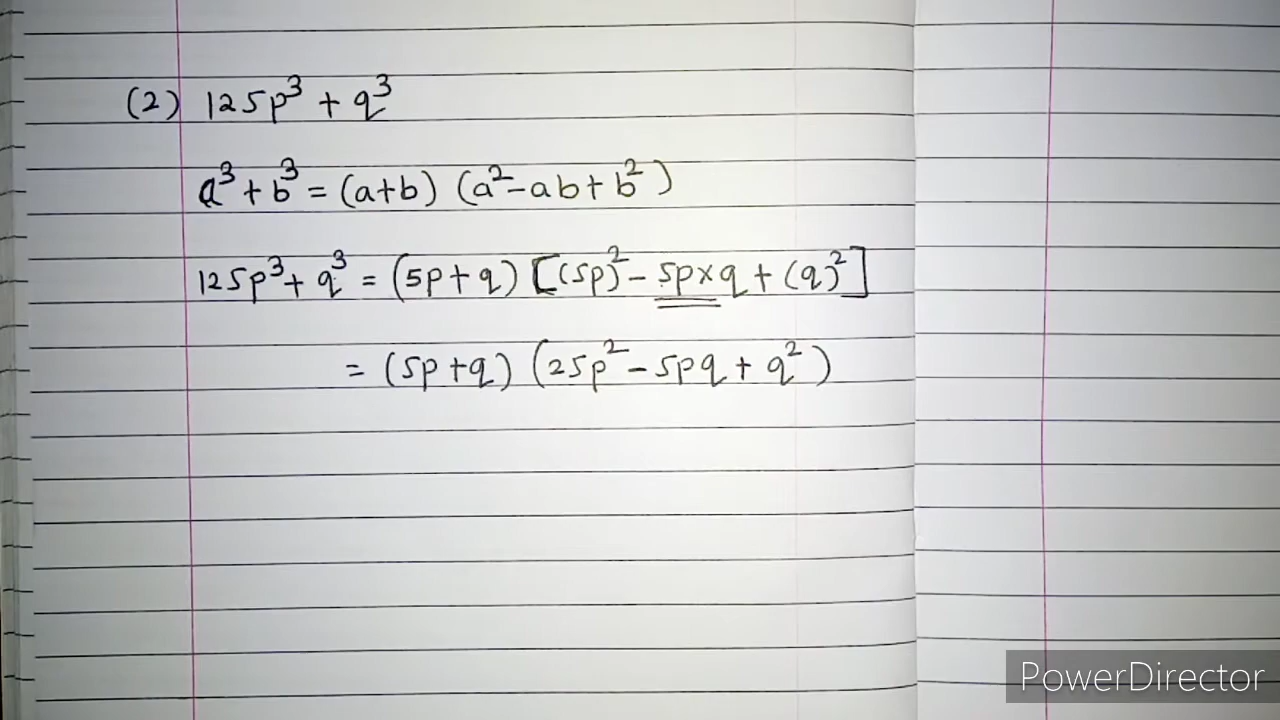 (2) 125p³ + q³
a³ + b³ = (a+b) (a² - ab + b²)
125p³ + q³ = (5p + q) [(5p)² - 5p×q + (q)²]
= (5p + q) (25p² - 5pq + q²)
PowerDirector